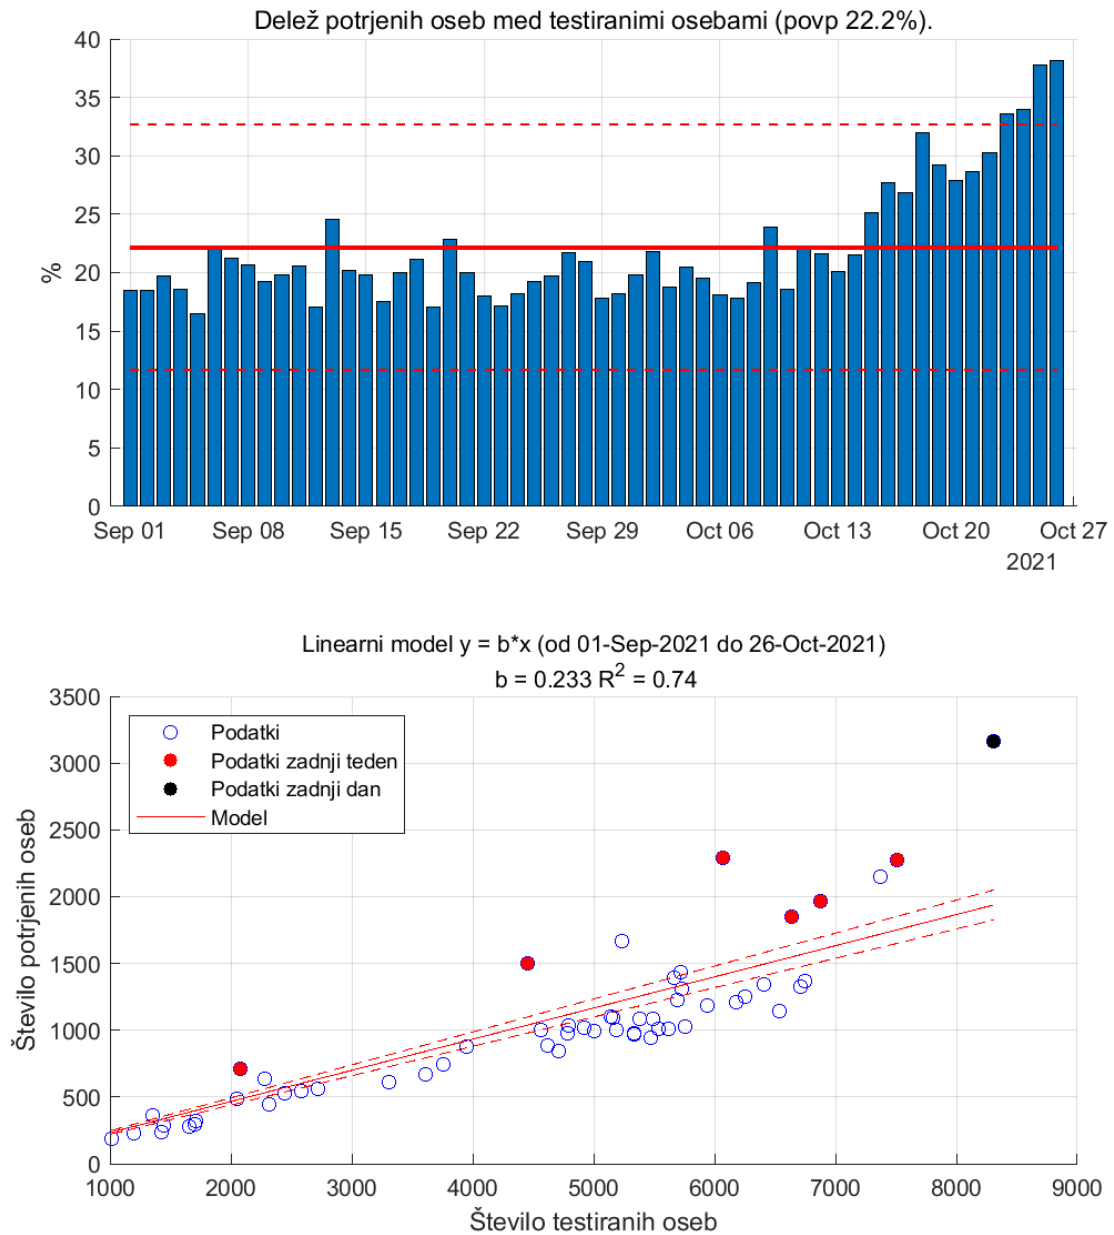 Delež potrjenih oseb med testiranimi osebami (povp 22.2%).
40
35
30
25
20
15
10
5
0
%
Sep 01 Sep 08 Sep 15 Sep 22 Sep 29 Oct 06 Oct 13 Oct 20 Oct 27
2021
Linearni model y = b*x (od 01-Sep-2021 do 26-Oct-2021)
b = 0.233 R² = 0.74
3500
3000
2500
2000
1500
1000
500
0
Število potrjenih oseb
Podatki
Podatki zadnji teden
Podatki zadnji dan
Model
1000 2000 3000 4000 5000 6000 7000 8000 9000
Število testiranih oseb